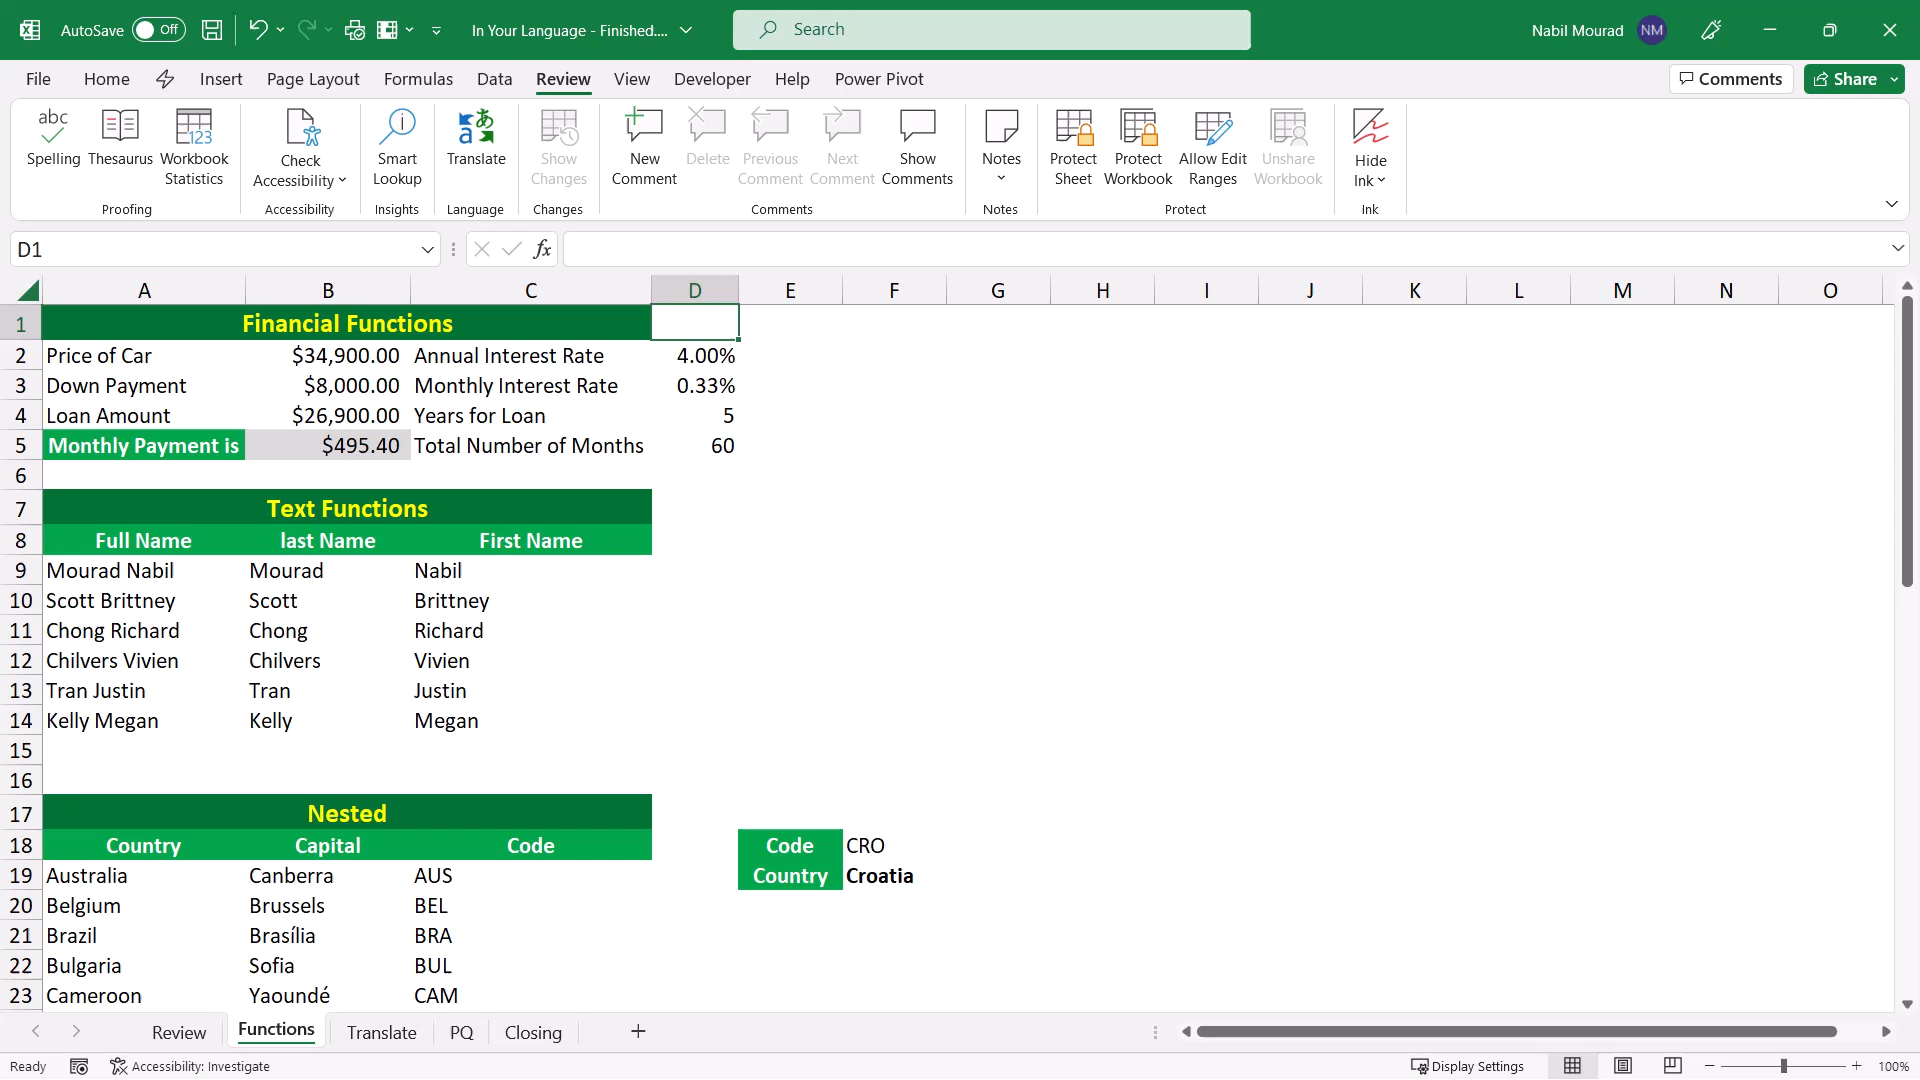 AutoSave Off In Your Language - Finished.... Search Nabil Mourad NM
File Home Insert Page Layout Formulas Data Review View Developer Help Power Pivot Comments Share
abc Spelling Thesaurus 123 Workbook Statistics Check Accessibility Smart Lookup a あ Translate Show Changes New Comment Delete Previous Comment Next Comment Show Comments Notes Protect Sheet Protect Workbook Allow Edit Ranges Unshare Workbook Hide Ink
Proofing Accessibility Insights Language Changes Comments Notes Protect Ink
D1 fx
A B C D E F G H I J K L M N O
1 Financial Functions
2 Price of Car $34,900.00 Annual Interest Rate 4.00%
3 Down Payment $8,000.00 Monthly Interest Rate 0.33%
4 Loan Amount $26,900.00 Years for Loan 5
5 Monthly Payment is $495.40 Total Number of Months 60
6
7 Text Functions
8 Full Name last Name First Name
9 Mourad Nabil Mourad Nabil
10 Scott Brittney Scott Brittney
11 Chong Richard Chong Richard
12 Chilvers Vivien Chilvers Vivien
13 Tran Justin Tran Justin
14 Kelly Megan Kelly Megan
15
16
17 Nested
18 Country Capital Code Code CRO
19 Australia Canberra AUS Country Croatia
20 Belgium Brussels BEL
21 Brazil Brasília BRA
22 Bulgaria Sofia BUL
23 Cameroon Yaoundé CAM
Review Functions Translate PQ Closing
Ready Accessibility: Investigate Display Settings 100%